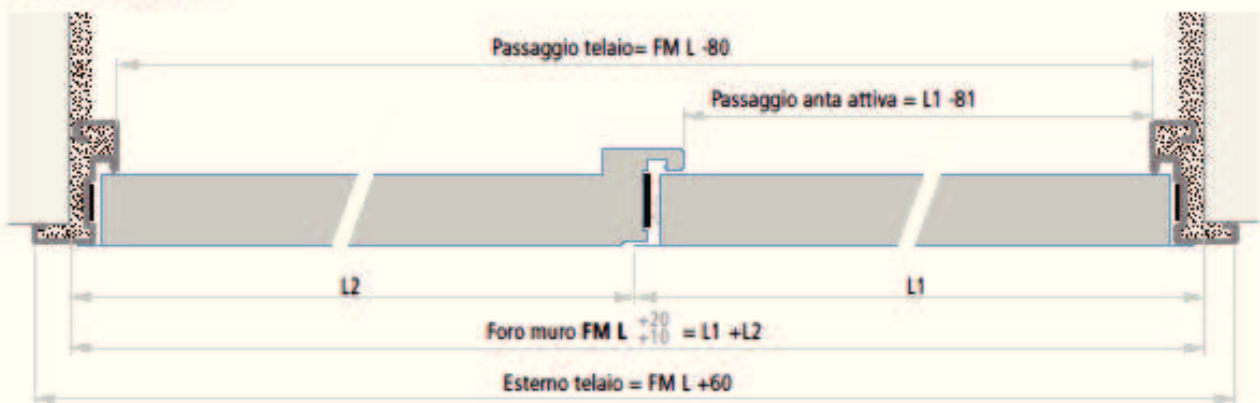 Passaggio telaio= FM L -80
Passaggio anta attiva = L1 -81
L2
L1
Foro muro FM L +20 +10 = L1 +L2
Esterno telaio = FM L +60